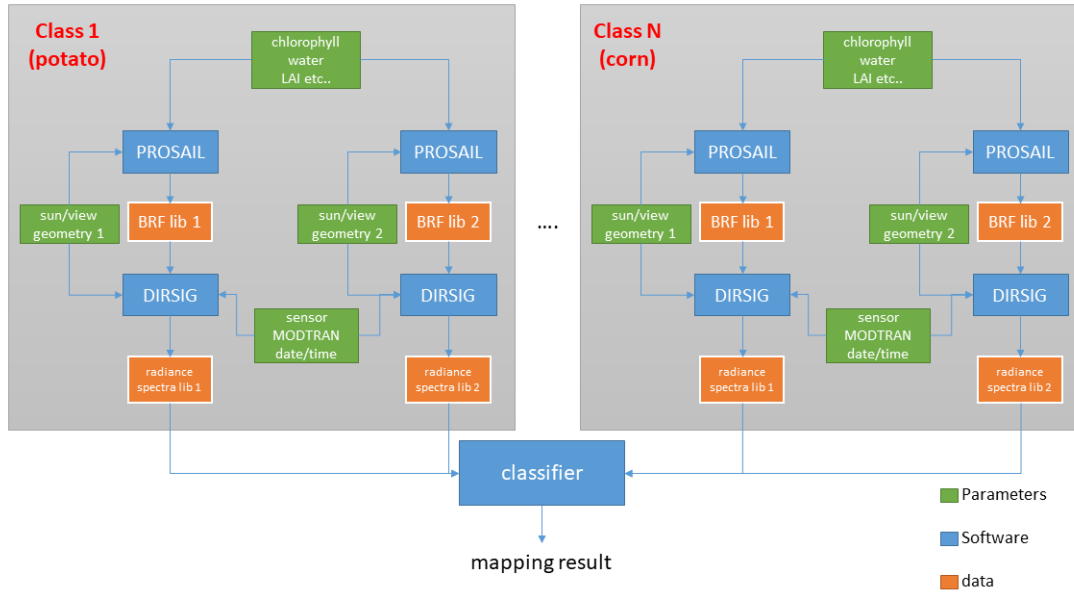 Class 1
(potato)
chlorophyll
water
LAI etc..
PROSAIL
PROSAIL
sun/view
geometry 1
BRF lib 1
sun/view
geometry 2
BRF lib 2
DIRSIG
DIRSIG
sensor
MODTRAN
date/time
radiance
spectra lib 1
radiance
spectra lib 2
....
Class N
(corn)
chlorophyll
water
LAI etc..
PROSAIL
PROSAIL
sun/view
geometry 1
BRF lib 1
sun/view
geometry 2
BRF lib 2
DIRSIG
DIRSIG
sensor
MODTRAN
date/time
radiance
spectra lib 1
radiance
spectra lib 2
classifier
mapping result
Parameters
Software
data